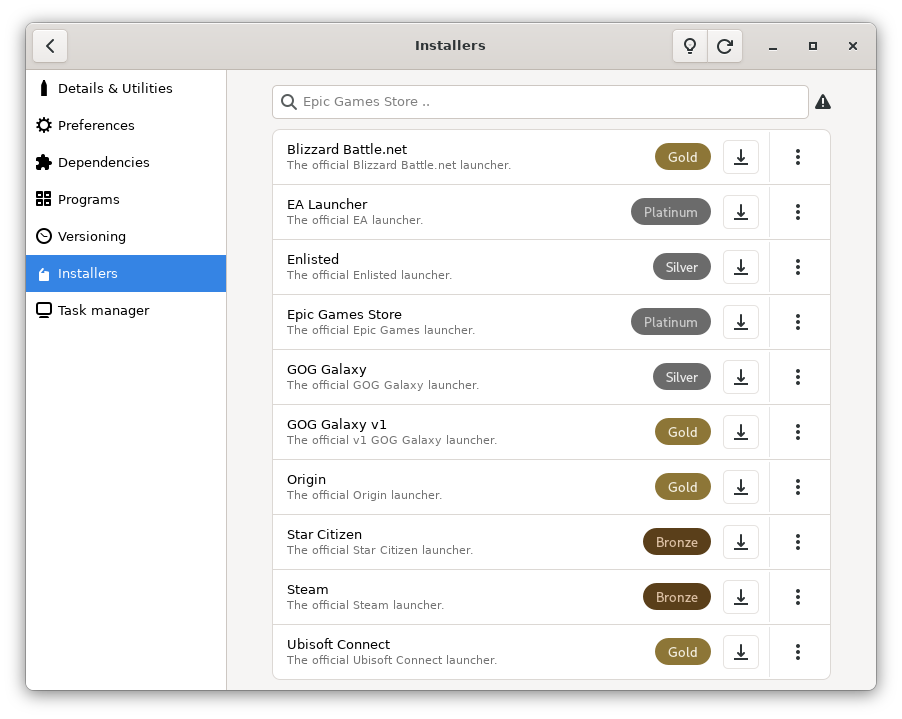 Installers
Details & Utilities
Preferences
Dependencies
Programs
Versioning
Installers
Task manager
Epic Games Store ..
Blizzard Battle.net
The official Blizzard Battle.net launcher.
Gold
EA Launcher
The official EA launcher.
Platinum
Enlisted
The official Enlisted launcher.
Silver
Epic Games Store
The official Epic Games launcher.
Platinum
GOG Galaxy
The official GOG Galaxy launcher.
Silver
GOG Galaxy v1
The official v1 GOG Galaxy launcher.
Gold
Origin
The official Origin launcher.
Gold
Star Citizen
The official Star Citizen launcher.
Bronze
Steam
The official Steam launcher.
Bronze
Ubisoft Connect
The official Ubisoft Connect launcher.
Gold